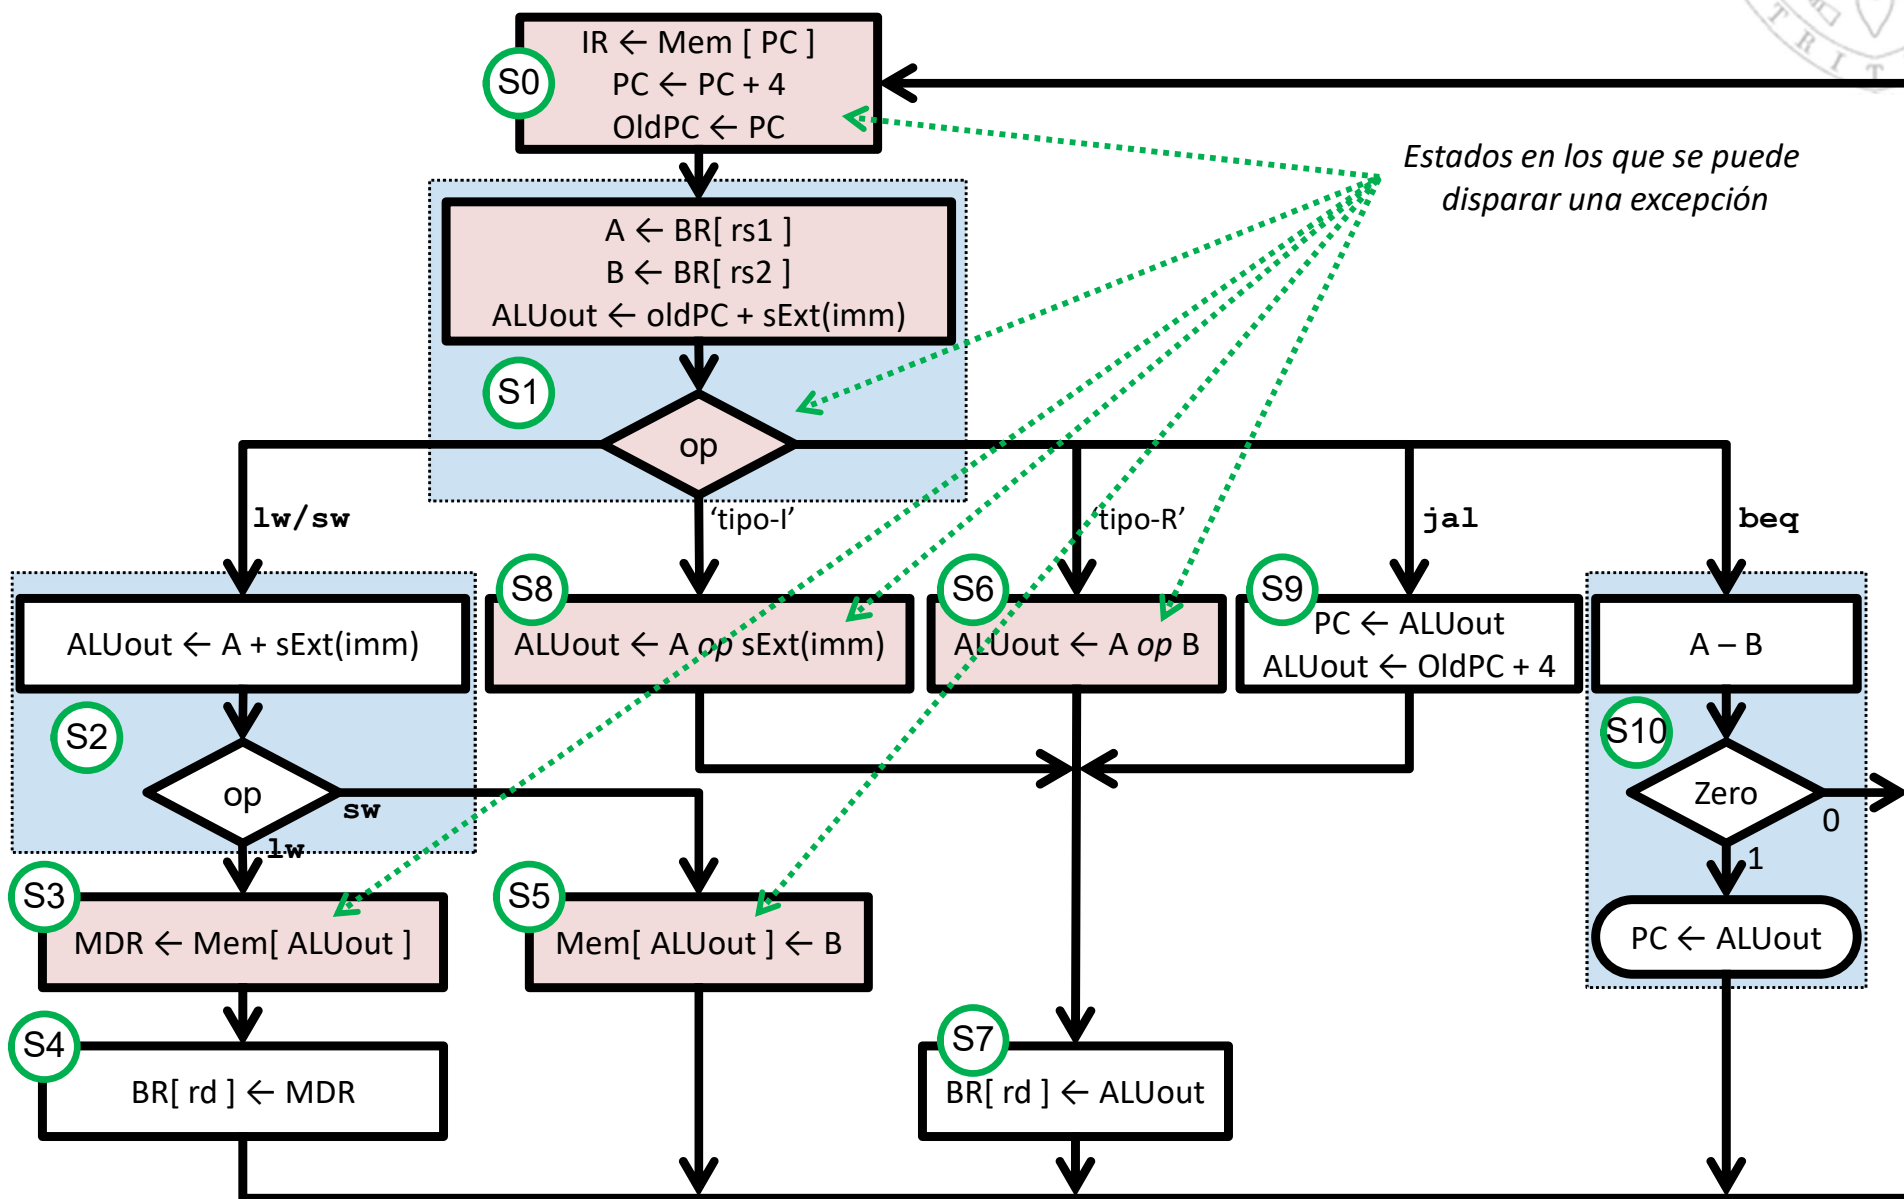 IR ← Mem [ PC ]
S0
PC ← PC + 4
OldPC ← PC
Estados en los que se puede
disparar una excepción
A ← BR[ rs1 ]
B ← BR[ rs2 ]
ALUout ← oldPC + sExt(imm)
S1
op
lw/sw
'tipo-I'
'tipo-R'
jal
beq
S8
S6
S9
ALUout ← A + sExt(imm)
ALUout ← A op sExt(imm)
ALUout ← A op B
PC ← ALUout
ALUout ← OldPC + 4
A – B
S2
S10
op
sw
lw
Zero
0
1
S3
S5
MDR ← Mem[ ALUout ]
Mem[ ALUout ] ← B
PC ← ALUout
S4
S7
BR[ rd ] ← MDR
BR[ rd ] ← ALUout